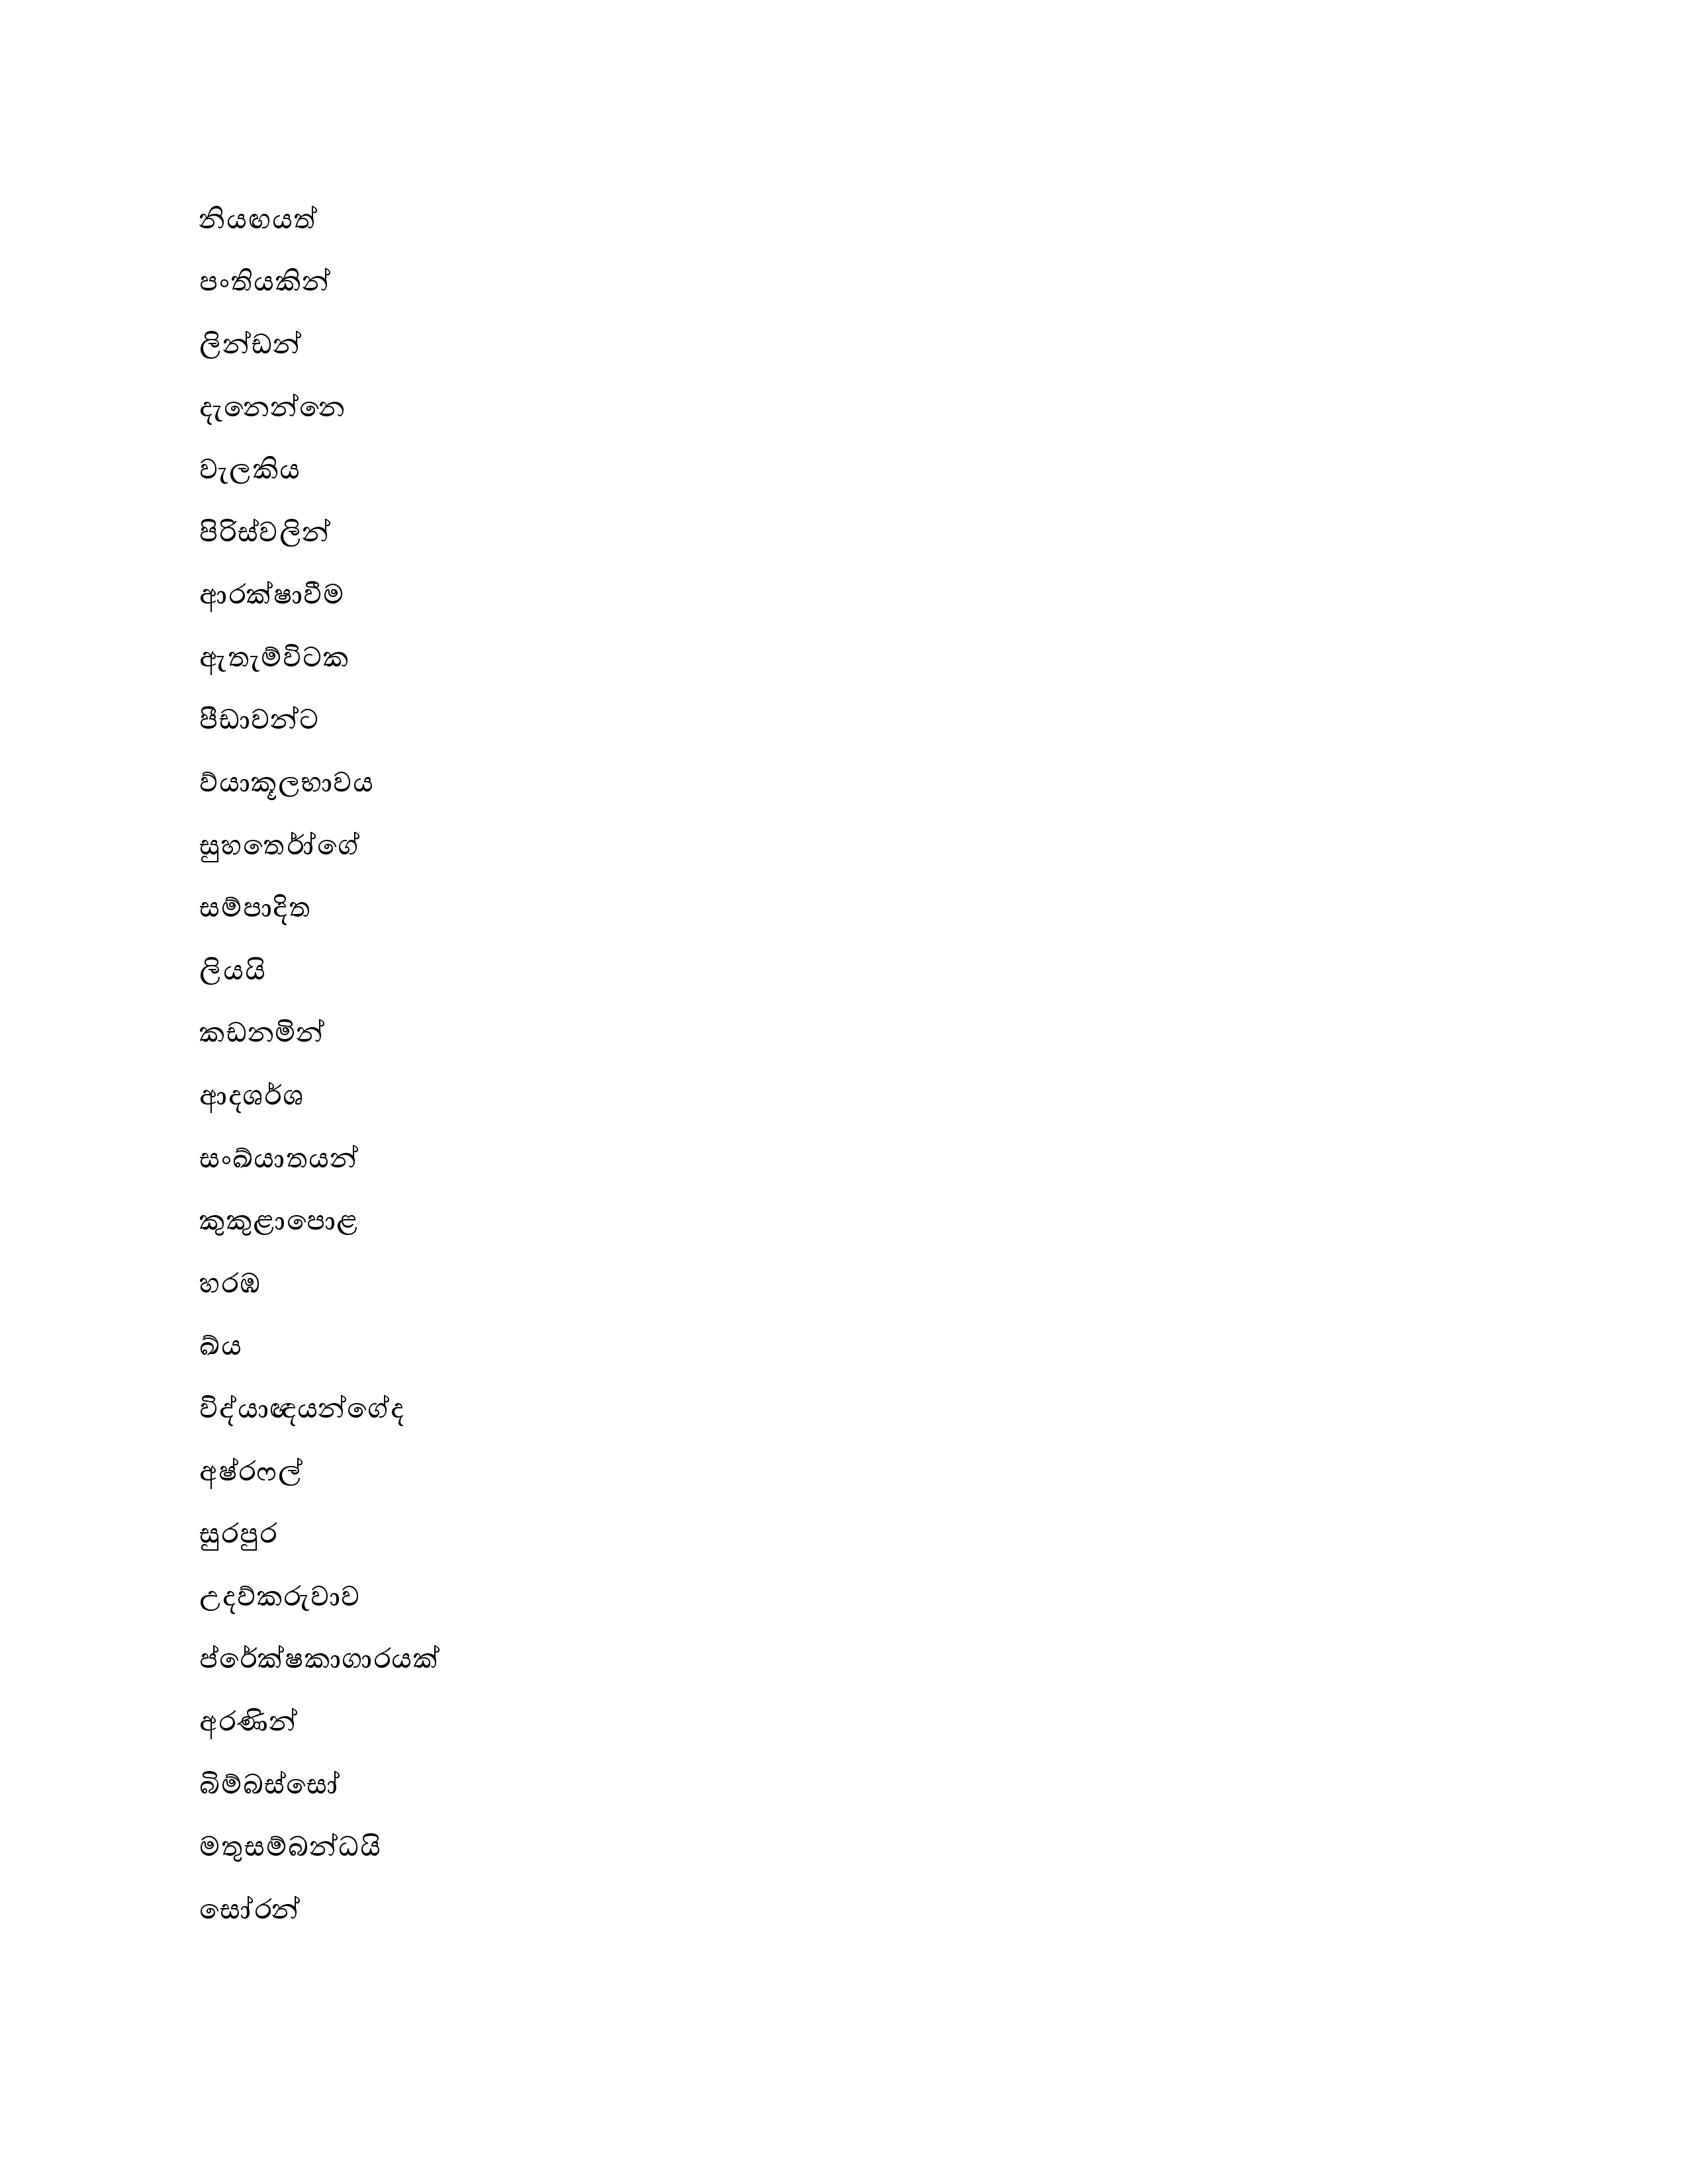 නියඟයත්
පංතියකින්
ලින්ඩන්
දැනෙන්නෙ
වැලකිය
පිරිස්වලින්
ආරක්ෂාවීම
ඇතැම්විටක
පීඩාවන්ට
ව්යාකූලභාවය
සුහර්තෝගේ
සම්පාදිත
ලියයි
කඩනමින්
ආදශර්ශ
සංඛ්යාතයන්
කුකුළාපොළ
හරඹ
ඛ්ය
විද්යාඥයන්ගේද
අෂ්රෆල්
සුරපුර
උදව්කරුවාව
ප්රේක්ෂකාගාරයක්
අරණින්
බිම්බස්සෝ
මතුසම්බන්ධයි
සෝරන්